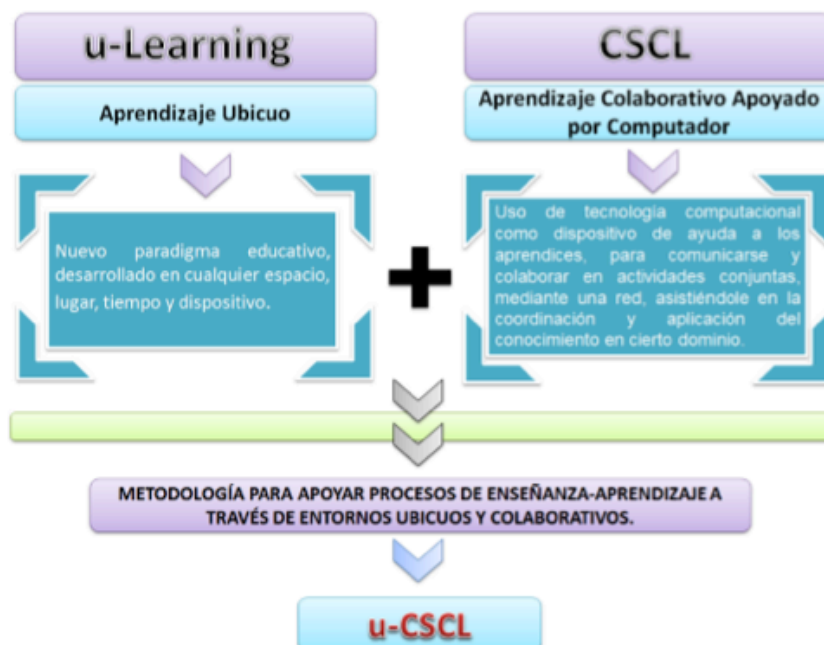 u-Learning
Aprendizaje Ubicuo
Nuevo paradigma educativo,
desarrollado en cualquier espacio,
lugar, tiempo y dispositivo.
CSCL
Aprendizaje Colaborativo Apoyado
por Computador
Uso de tecnología computacional
como dispositivo de ayuda a los
aprendices, para comunicarse y
colaborar en actividades conjuntas,
mediante una red, asistiéndole en la
coordinación y aplicación del
conocimiento en cierto dominio.
METODOLOGÍA PARA APOYAR PROCESOS DE ENSEÑANZA-APRENDIZAJE A
TRAVÉS DE ENTORNOS UBICUOS Y COLABORATIVOS.
u-CSCL